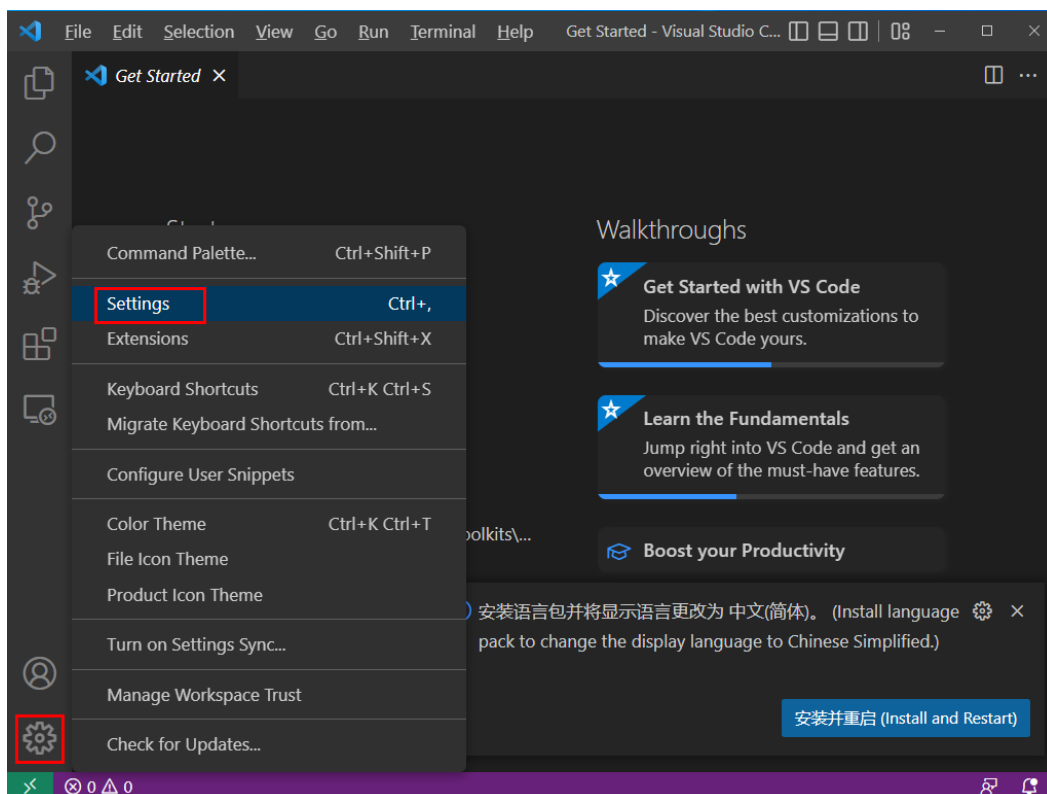 File Edit Selection View Go Run Terminal Help Get Started - Visual Studio C...
Get Started
Walkthroughs
Command Palette... Ctrl+Shift+P
Settings Ctrl+,
Extensions Ctrl+Shift+X
Keyboard Shortcuts Ctrl+K Ctrl+S
Migrate Keyboard Shortcuts from...
Configure User Snippets
Color Theme Ctrl+K Ctrl+T
File Icon Theme
Product Icon Theme
Turn on Settings Sync...
Manage Workspace Trust
Check for Updates...
Get Started with VS Code
Discover the best customizations to
make VS Code yours.
Learn the Fundamentals
Jump right into VS Code and get an
overview of the must-have features.
Boost your Productivity
安装语言包并将显示语言更改为 中文(简体)。 (Install language
pack to change the display language to Chinese Simplified.)
安装并重启 (Install and Restart)
0 0